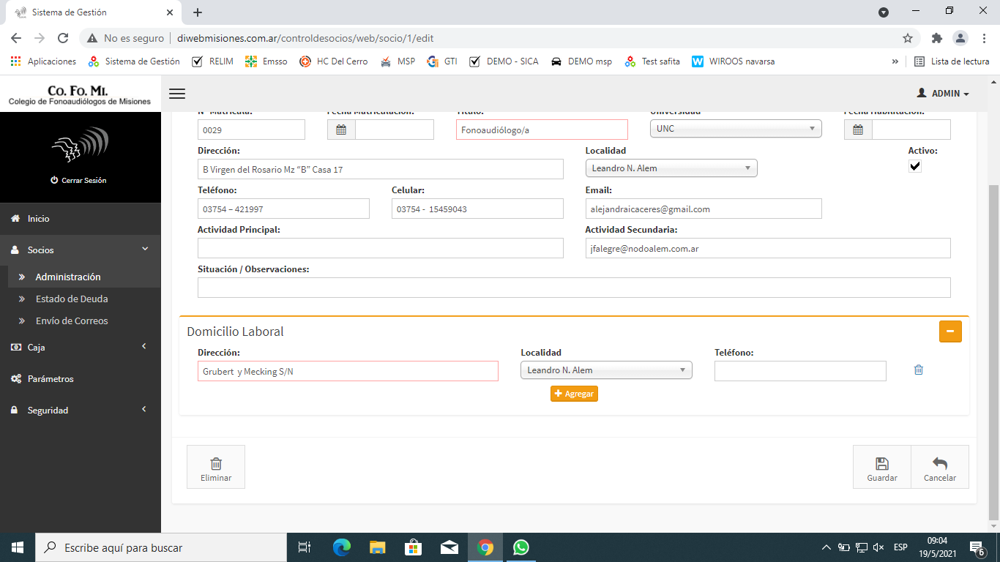 Sistema de Gestión
No es seguro
diwebmisiones.com.ar/controldesocios/web/socio/1/edit
Aplicaciones
Sistema de Gestión
RELIM
Emsso
HC Del Cerro
MSP
GTI
DEMO - SICA
DEMO msp
Test safita
WIROOS navarsa
»
Lista de lectura
Co. Fo. Mi.
Colegio de Fonoaudiólogos de Misiones
ADMIN
Cerrar Sesión
Inicio
Socios
Administración
Estado de Deuda
Envío de Correos
Caja
Parámetros
Seguridad
N° Matrícula:
Fecha Matriculación:
Título:
Universidad
Fecha Habilitación:
0029
Fonoaudiólogo/a
UNC
Dirección:
Localidad
Activo:
B Virgen del Rosario Mz “B” Casa 17
Leandro N. Alem
Teléfono:
Celular:
Email:
03754 – 421997
03754 -  15459043
alejandraicaceres@gmail.com
Actividad Principal:
Actividad Secundaria:
jfalegre@nodoalem.com.ar
Situación / Observaciones:
Domicilio Laboral
Dirección:
Localidad
Teléfono:
Grubert  y Mecking S/N
Leandro N. Alem
Agregar
Eliminar
Guardar
Cancelar
Escribe aquí para buscar
ESP
09:04
19/5/2021
6